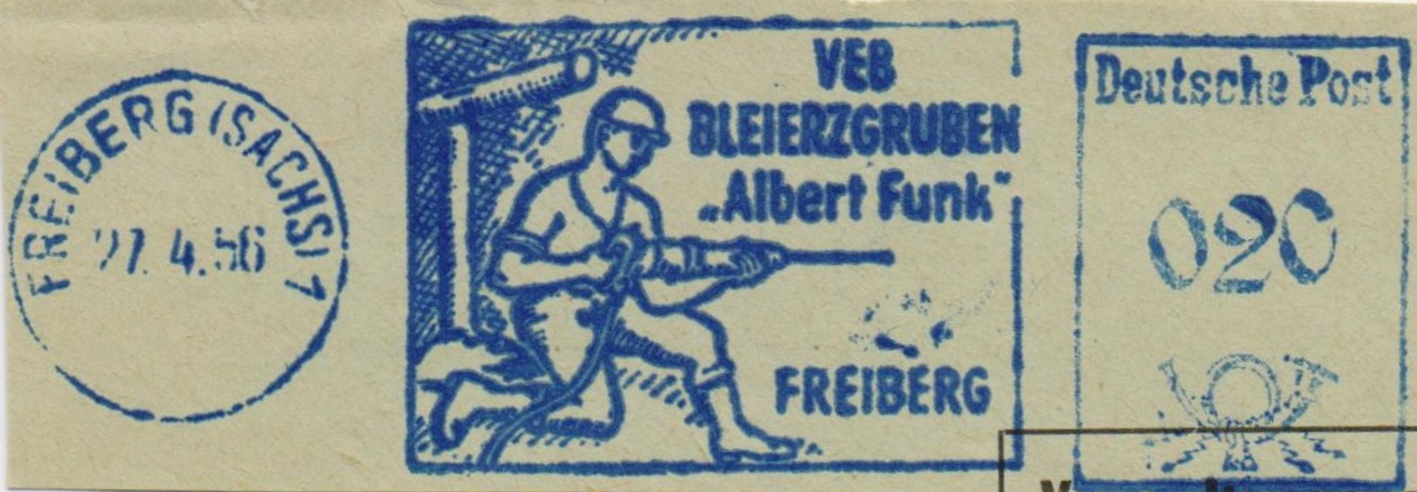 FREIBERG (SACHS) 1
27.4.56
VEB
BLEIERZGRUBEN
„Albert Funk"
FREIBERG
Deutsche Post
020